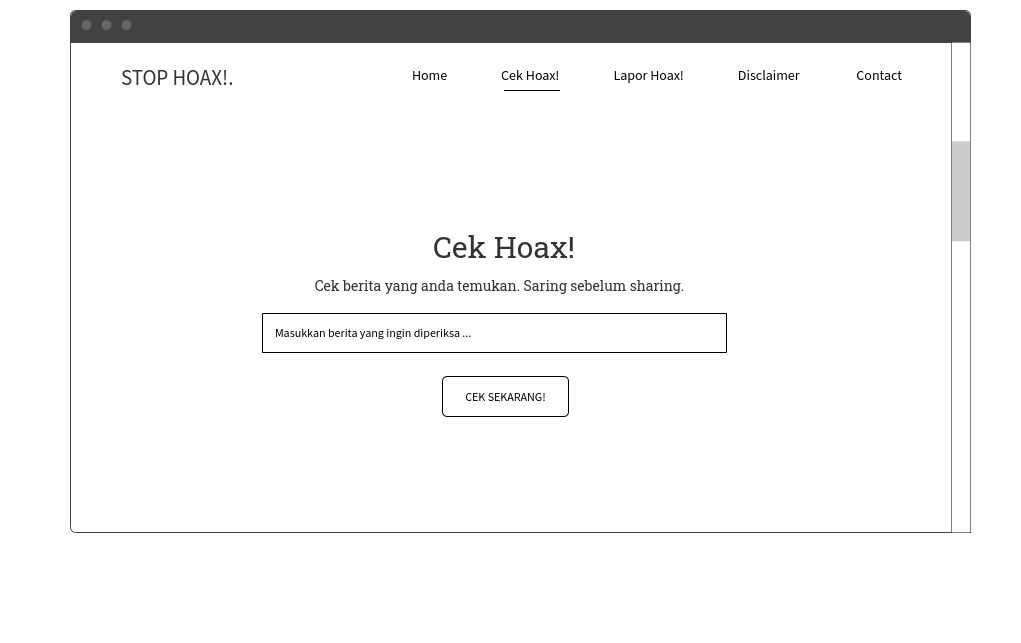 STOP HOAX!.
Home Cek Hoax! Lapor Hoax! Disclaimer Contact
Cek Hoax!
Cek berita yang anda temukan. Saring sebelum sharing.
Masukkan berita yang ingin diperiksa ...
CEK SEKARANG!